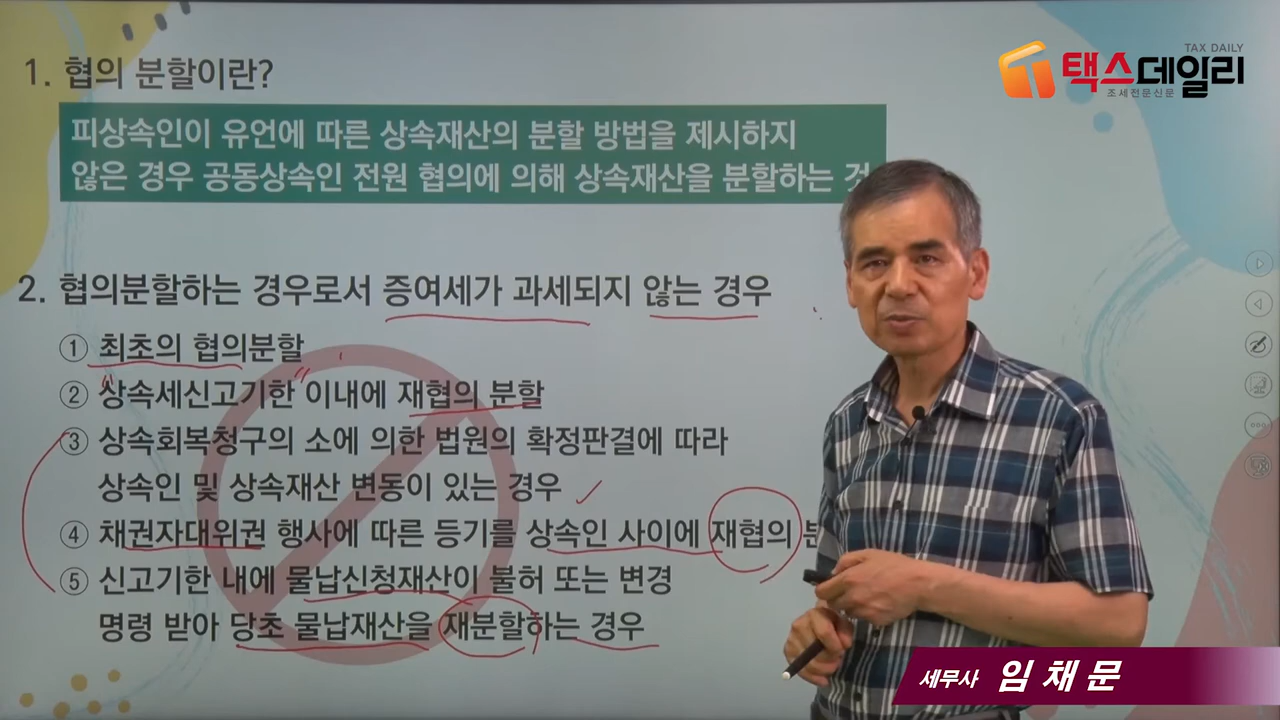 1. 협의 분할이란?
TAX DAILY
택스데일리
조세전문신문
피상속인이 유언에 따른 상속재산의 분할 방법을 제시하지
않은 경우 공동상속인 전원 협의에 의해 상속재산을 분할하는 것
2. 협의분할하는 경우로서 증여세가 과세되지 않는 경우
① 최초의 협의분할
② 상속세신고기한 이내에 재협의 분할
③ 상속회복청구의 소에 의한 법원의 확정판결에 따라
상속인 및 상속재산 변동이 있는 경우
④ 채권자대위권 행사에 따른 등기를 상속인 사이에 재협의
⑤ 신고기한 내에 물납신청재산이 불허 또는 변경
명령 받아 당초 물납재산을 재분할하는 경우
세무사 임채문